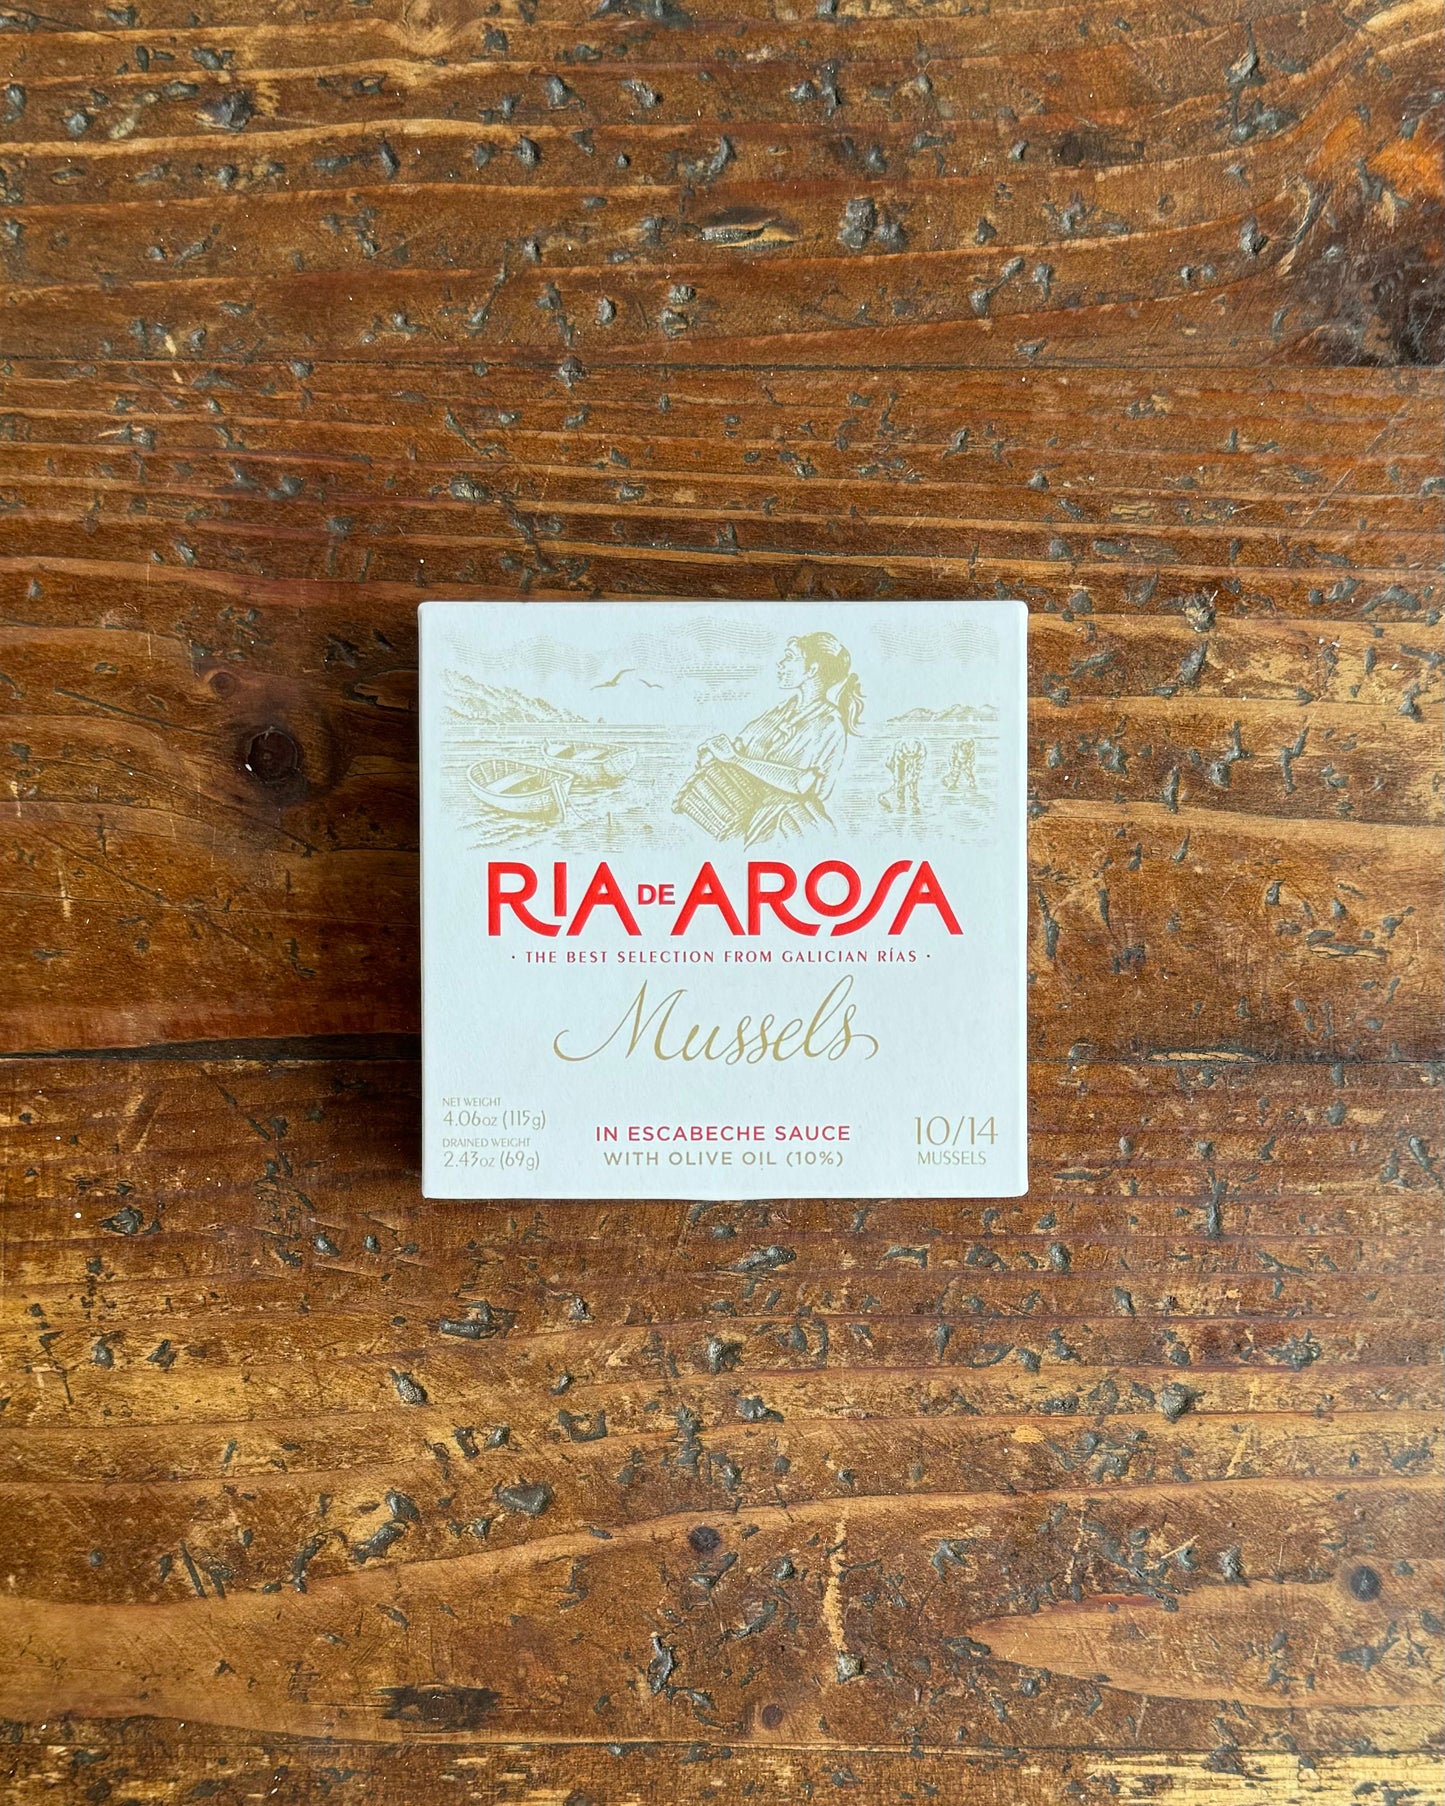 RIA DE AROSA
· THE BEST SELECTION FROM GALICIAN RÍAS ·
Mussels
NET WEIGHT
4.06oz (115g)
DRAINED WEIGHT
2.43oz (69g)
IN ESCABECHE SAUCE
WITH OLIVE OIL (10%)
10/14
MUSSELS